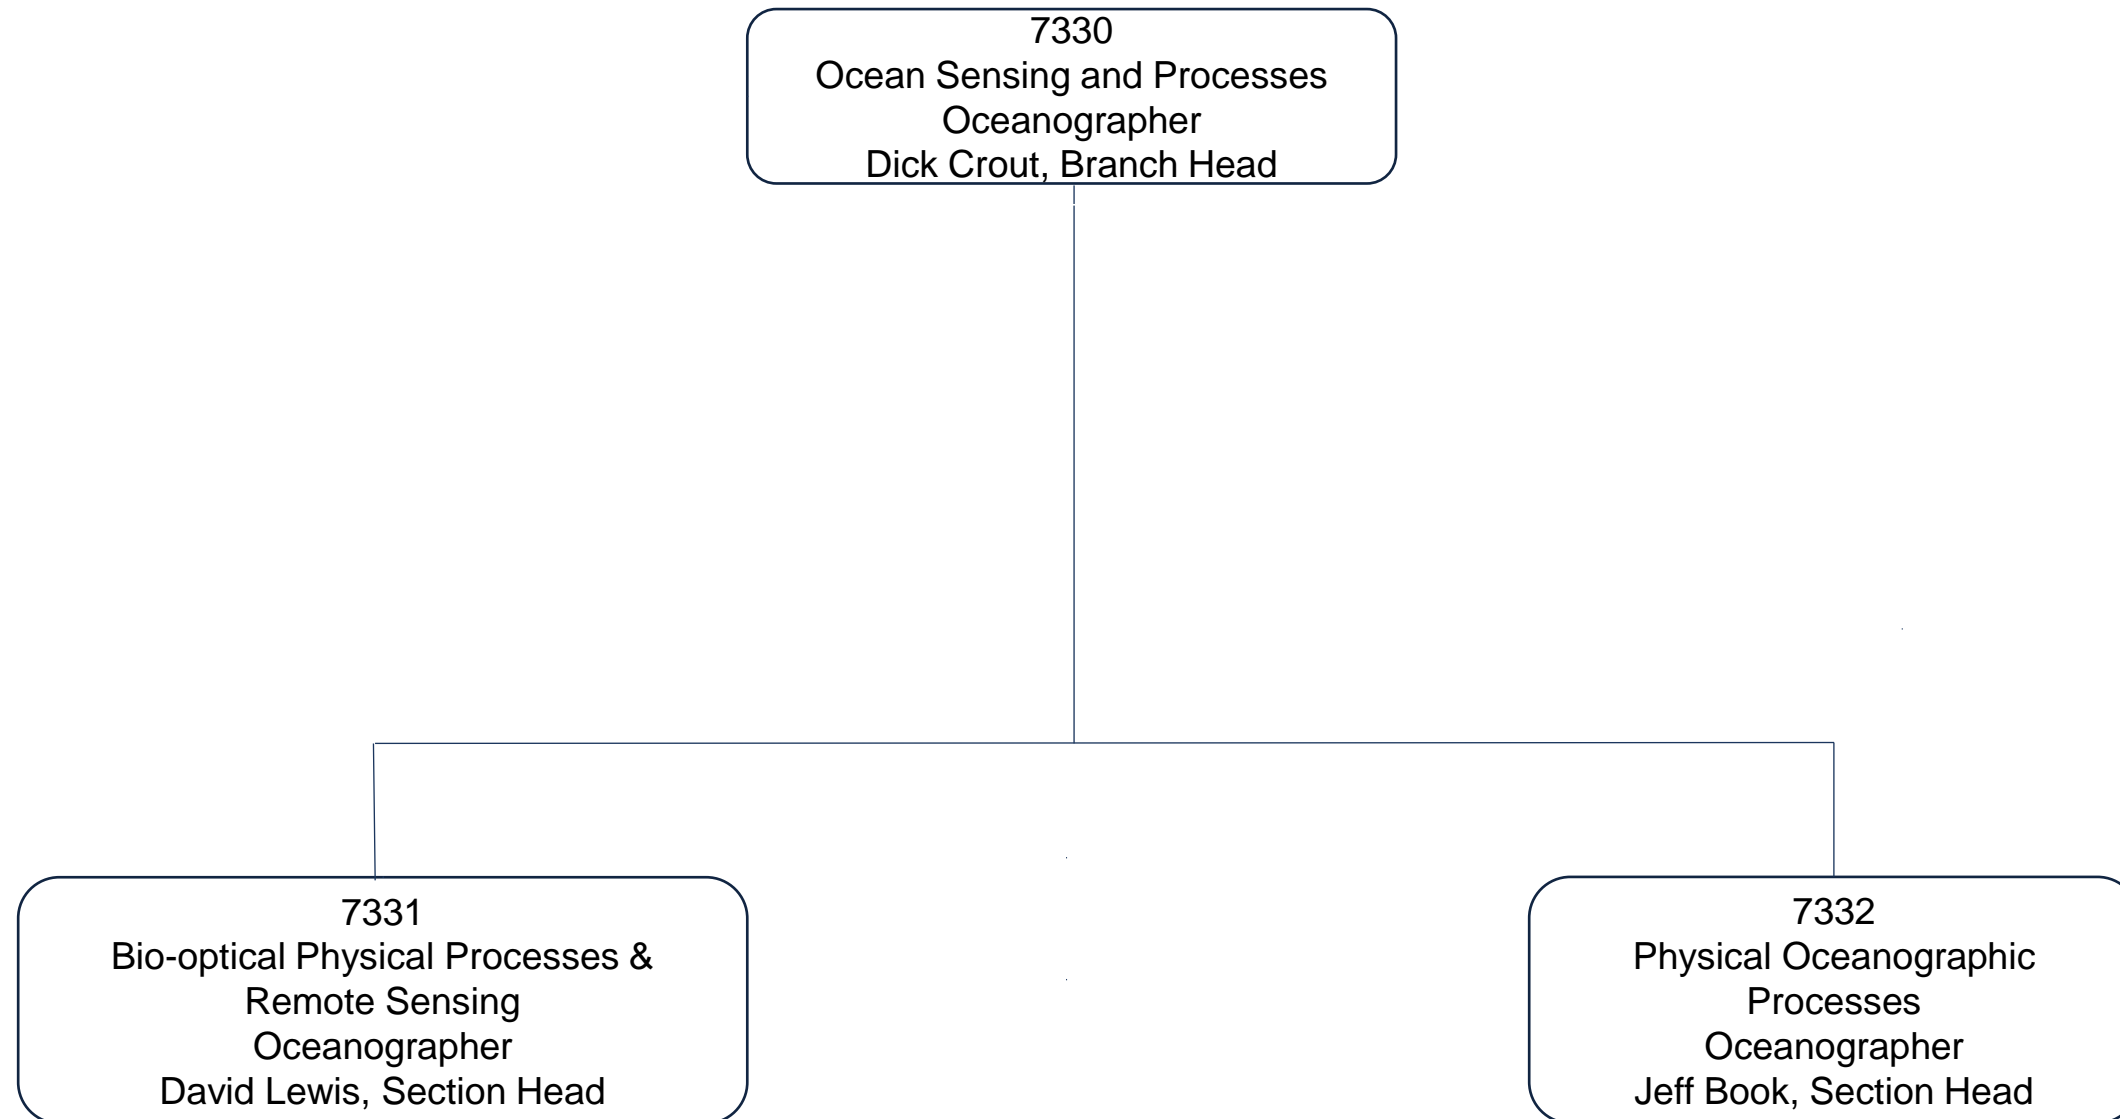 7330
Ocean Sensing and Processes
Oceanographer
Dick Crout, Branch Head
7331
Bio-optical Physical Processes &
Remote Sensing
Oceanographer
David Lewis, Section Head
7332
Physical Oceanographic
Processes
Oceanographer
Jeff Book, Section Head